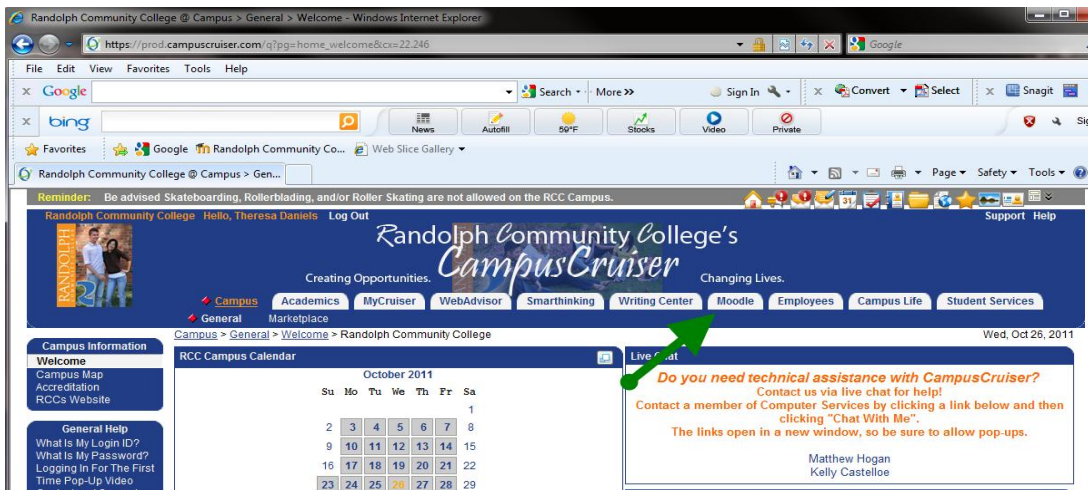 Randolph Community College @ Campus > General > Welcome - Windows Internet Explorer
https://prod.campuscruiser.com/q?pg=home_welcome&cx=22.246
Google
File Edit View Favorites Tools Help
x Google Search More >> Sign In x Convert Select x Snagit
x bing News Autofill 59°F Stocks Video Private
Favorites Google Randolph Community Co... Web Slice Gallery
Randolph Community College @ Campus > Gen... Page Safety Tools
Reminder: Be advised Skateboarding, Rollerblading, and/or Roller Skating are not allowed on the RCC Campus.
Randolph Community College Hello, Theresa Daniels Log Out Support Help
RANDOLPH
2
Randolph Community College's
Creating Opportunities. CampusCruiser Changing Lives.
Campus Academics MyCruiser WebAdvisor Smarthinking Writing Center Moodle Employees Campus Life Student Services
General Marketplace
Campus > General > Welcome > Randolph Community College Wed, Oct 26, 2011
Campus Information
Welcome
Campus Map
Accreditation
RCCs Website
General Help
What Is My Login ID?
What Is My Password?
Logging In For The First
Time Pop-Up Video
RCC Campus Calendar
October 2011
Su Mo Tu We Th Fr Sa
1
2 3 4 5 6 7 8
9 10 11 12 13 14 15
16 17 18 19 20 21 22
23 24 25 26 27 28 29
Live Chat
Do you need technical assistance with CampusCruiser?
Contact us via live chat for help!
Contact a member of Computer Services by clicking a link below and then
clicking "Chat With Me".
The links open in a new window, so be sure to allow pop-ups.
Matthew Hogan
Kelly Castelloe